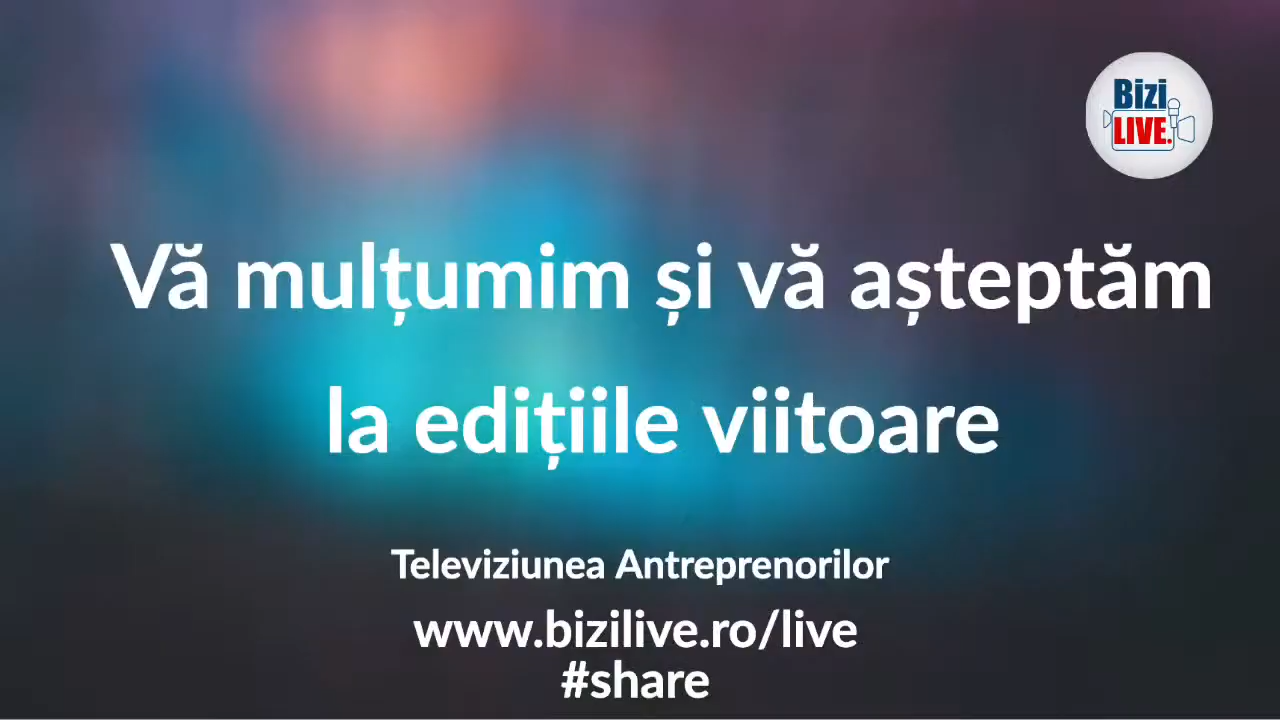 Bizi
LIVE.
Vă mulțumim și vă așteptăm
la edițiile viitoare
Televiziunea Antreprenorilor
www.bizilive.ro/live
#share